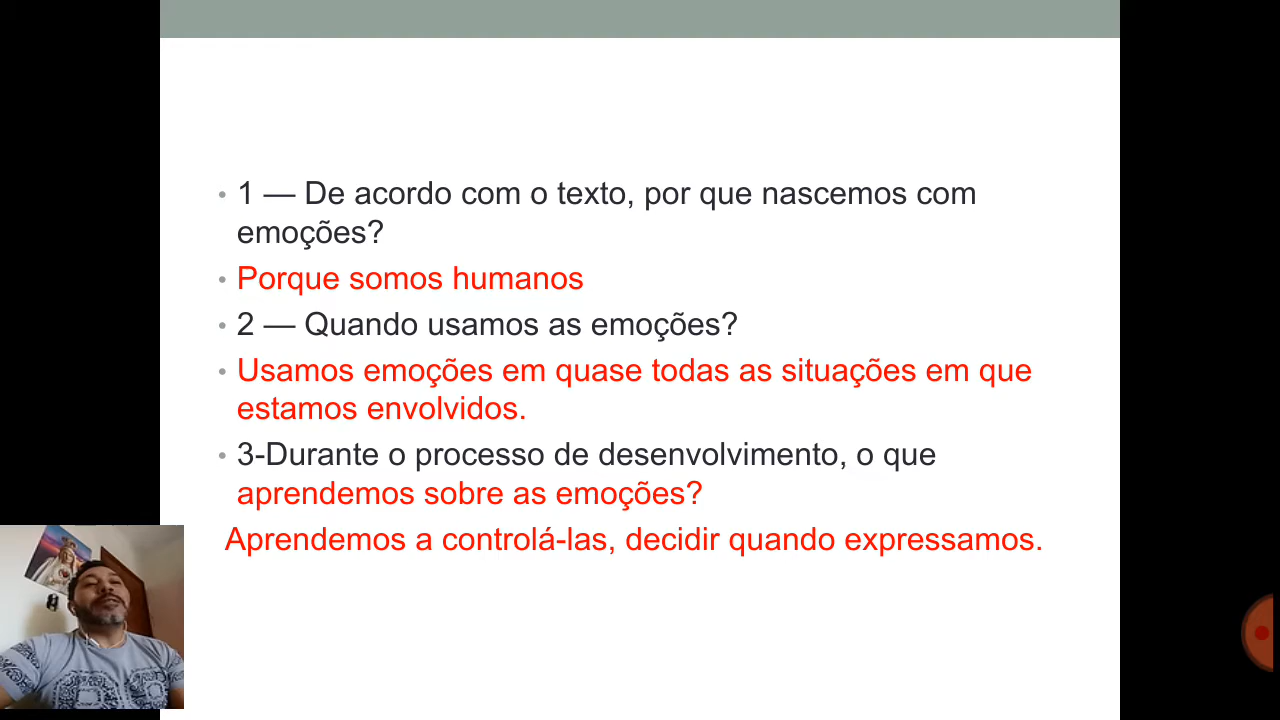 1 — De acordo com o texto, por que nascemos com
emoções?
Porque somos humanos
2 — Quando usamos as emoções?
Usamos emoções em quase todas as situações em que
estamos envolvidos.
3-Durante o processo de desenvolvimento, o que
aprendemos sobre as emoções?
Aprendemos a controlá-las, decidir quando expressamos.